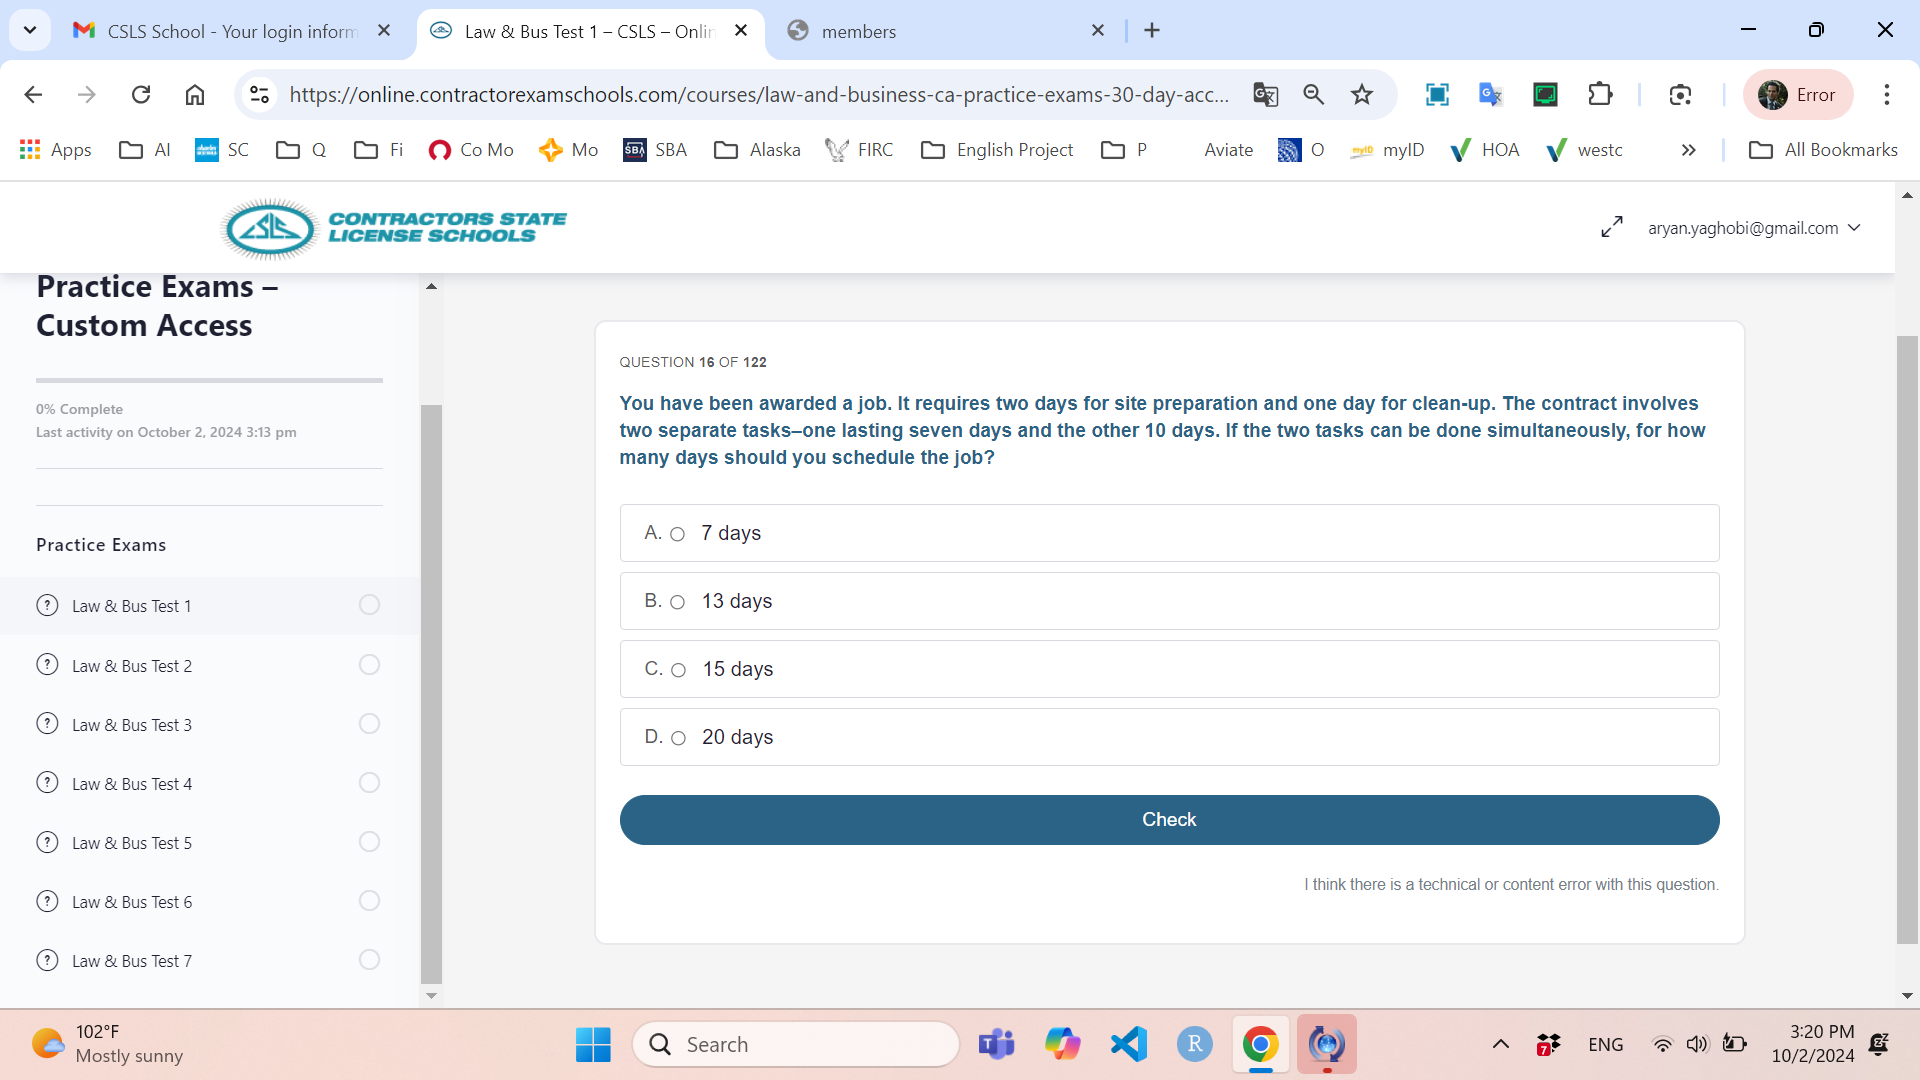 CSLS School - Your login inform
Law & Bus Test 1 – CSLS – Onlin
members
https://online.contractorexamschools.com/courses/law-and-business-ca-practice-exams-30-day-acc...
Error
Apps
AI
SC
Q
Fi
Co Mo
Mo
SBA
SBA
Alaska
FIRC
English Project
P
Aviate
O
myID
myID
HOA
westc
All Bookmarks
CSLS
CONTRACTORS STATE
LICENSE SCHOOLS
aryan.yaghobi@gmail.com
Practice Exams –
Custom Access
0% Complete
Last activity on October 2, 2024 3:13 pm
Practice Exams
? Law & Bus Test 1
? Law & Bus Test 2
? Law & Bus Test 3
? Law & Bus Test 4
? Law & Bus Test 5
? Law & Bus Test 6
? Law & Bus Test 7
QUESTION 16 OF 122
You have been awarded a job. It requires two days for site preparation and one day for clean-up. The contract involves
two separate tasks–one lasting seven days and the other 10 days. If the two tasks can be done simultaneously, for how
many days should you schedule the job?
A. 7 days
B. 13 days
C. 15 days
D. 20 days
Check
I think there is a technical or content error with this question.
102°F
Mostly sunny
Search
R
7
ENG
3:20 PM
10/2/2024